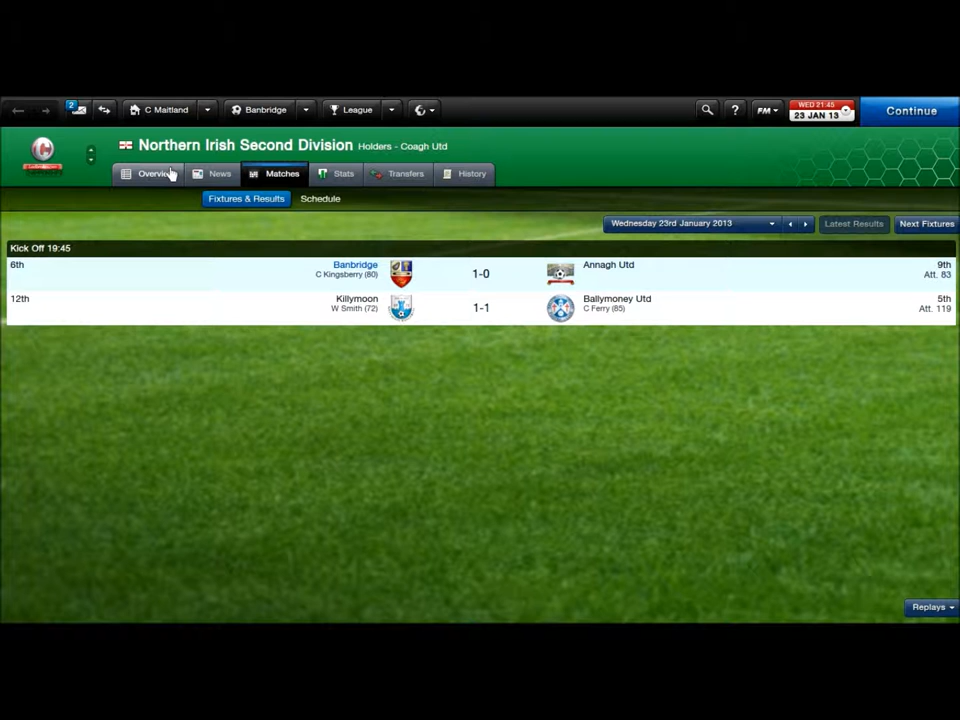 2 C Maitland Banbridge League ? FM WED 21:45 23 JAN 13 Continue
Northern Irish Second Division Holders - Coagh Utd
Overview News Matches Stats Transfers History
Fixtures & Results Schedule
Wednesday 23rd January 2013 Latest Results Next Fixtures
Kick Off 19:45
6th Banbridge 1-0 Annagh Utd 9th
C Kingsberry (80) Att. 83
12th Killymoon 1-1 Ballymoney Utd 5th
W Smith (72) C Ferry (85) Att. 119
Replays